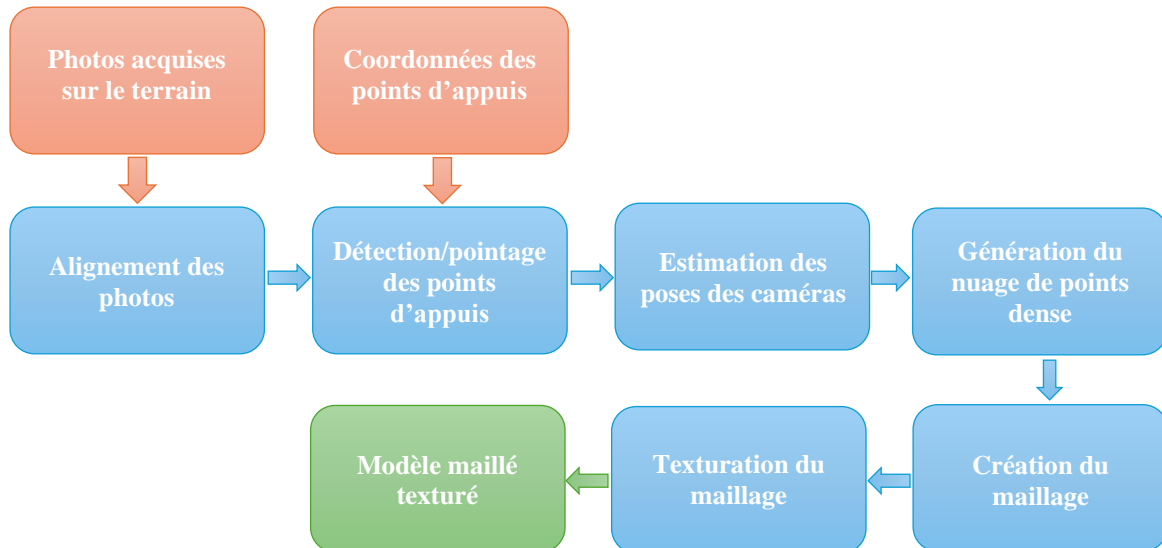 Photos acquises
sur le terrain
Coordonnées des
points d’appuis
Alignement des
photos
Détection/pointage
des points
d’appuis
Estimation des
poses des caméras
Génération du
nuage de points
dense
Création du
maillage
Texturation du
maillage
Modèle maillé
texturé